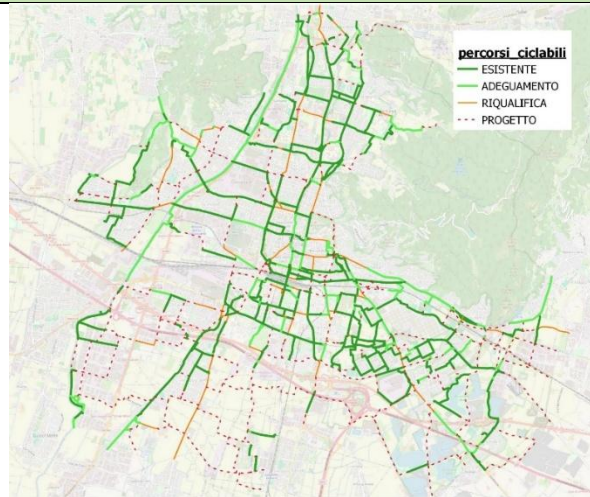 percorsi_ciclabili
ESISTENTE
ADEGUAMENTO
RIQUALIFICA
PROGETTO